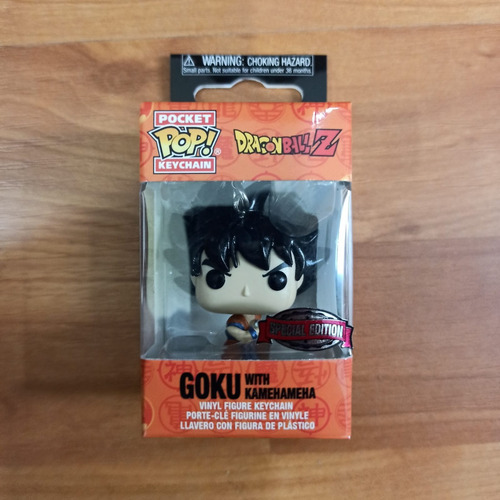 WARNING: CHOKING HAZARD.
Small parts. Not suitable for children under 36 months.
POCKET
POP!®
KEYCHAIN
DRAGONBALL Z
SPECIAL EDITION
GOKU WITH KAMEHAMEHA
VINYL FIGURE KEYCHAIN
PORTE-CLÉ FIGURINE EN VINYLE
LLAVERO CON FIGURA DE PLÁSTICO